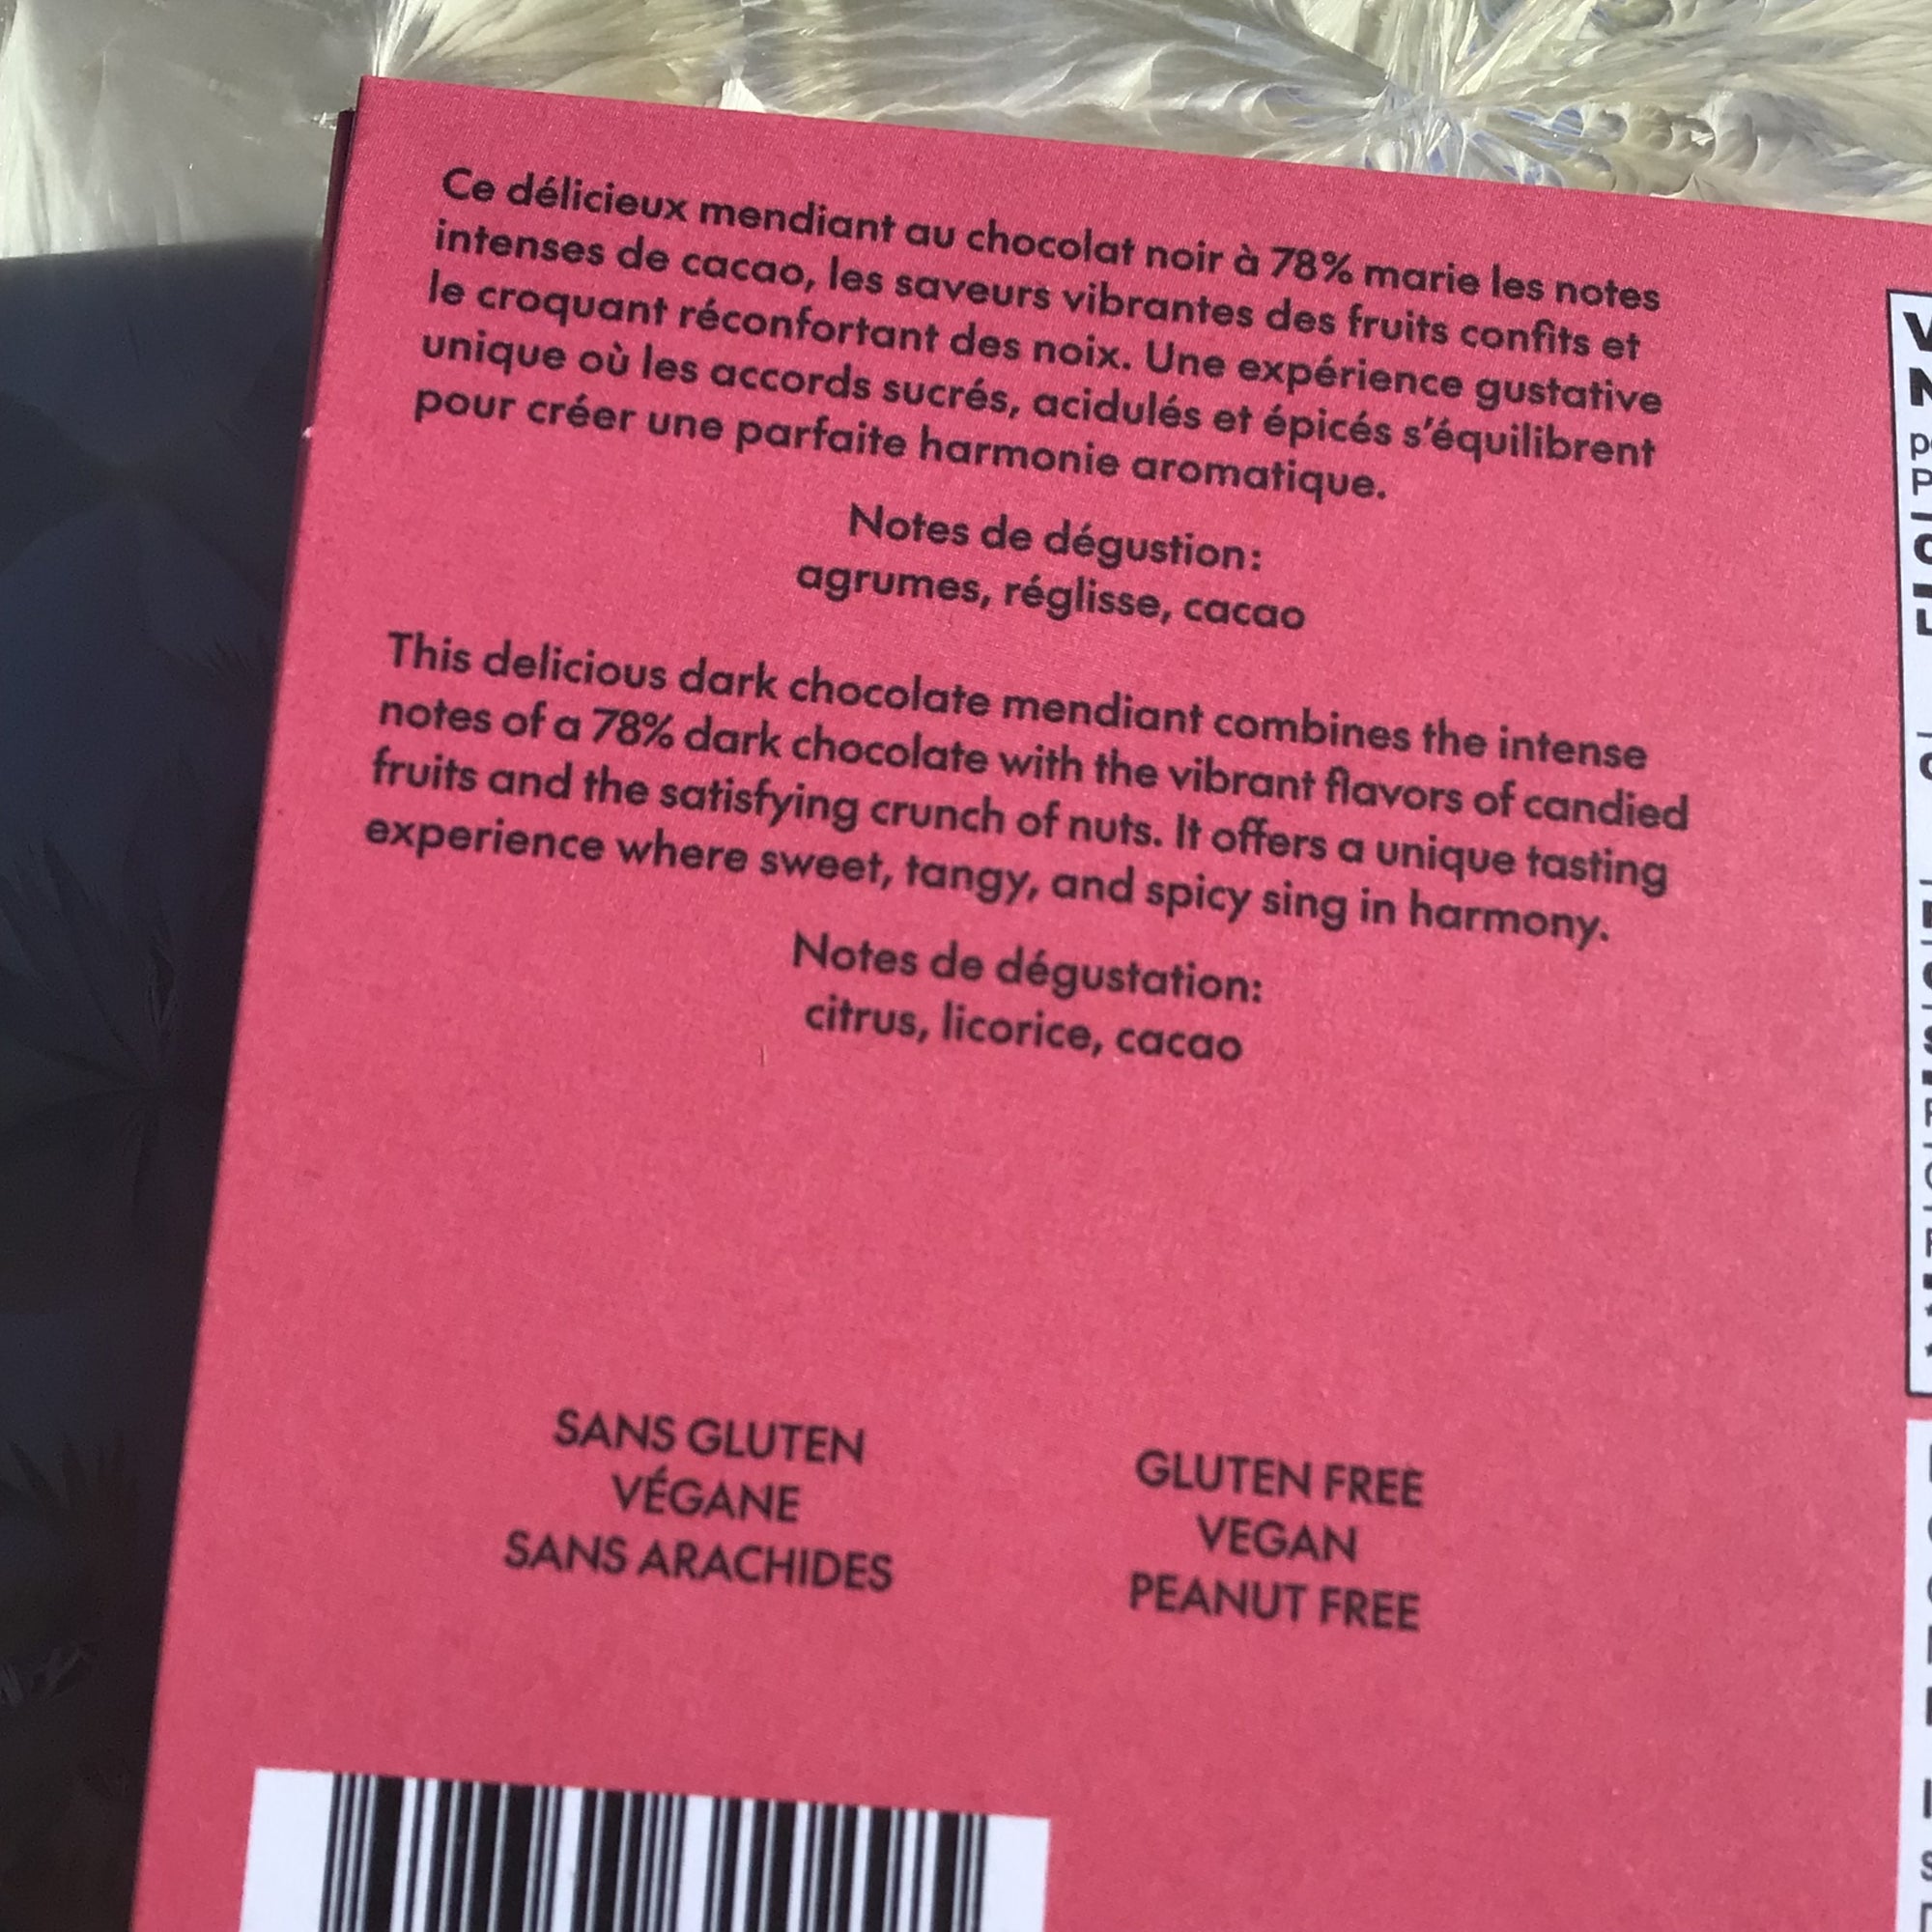 Ce délicieux mendiant au chocolat noir à 78% marie les notes
intenses de cacao, les saveurs vibrantes des fruits confits et
le croquant réconfortant des noix. Une expérience gustative
unique où les accords sucrés, acidulés et épicés s'équilibrent
pour créer une parfaite harmonie aromatique.
Notes de dégustion:
agrumes, réglisse, cacao
This delicious dark chocolate mendiant combines the intense
notes of a 78% dark chocolate with the vibrant flavors of candied
fruits and the satisfying crunch of nuts. It offers a unique tasting
experience where sweet, tangy, and spicy sing in harmony.
Notes de dégustation:
citrus, licorice, cacao
SANS GLUTEN
VÉGANE
SANS ARACHIDES
GLUTEN FREE
VEGAN
PEANUT FREE